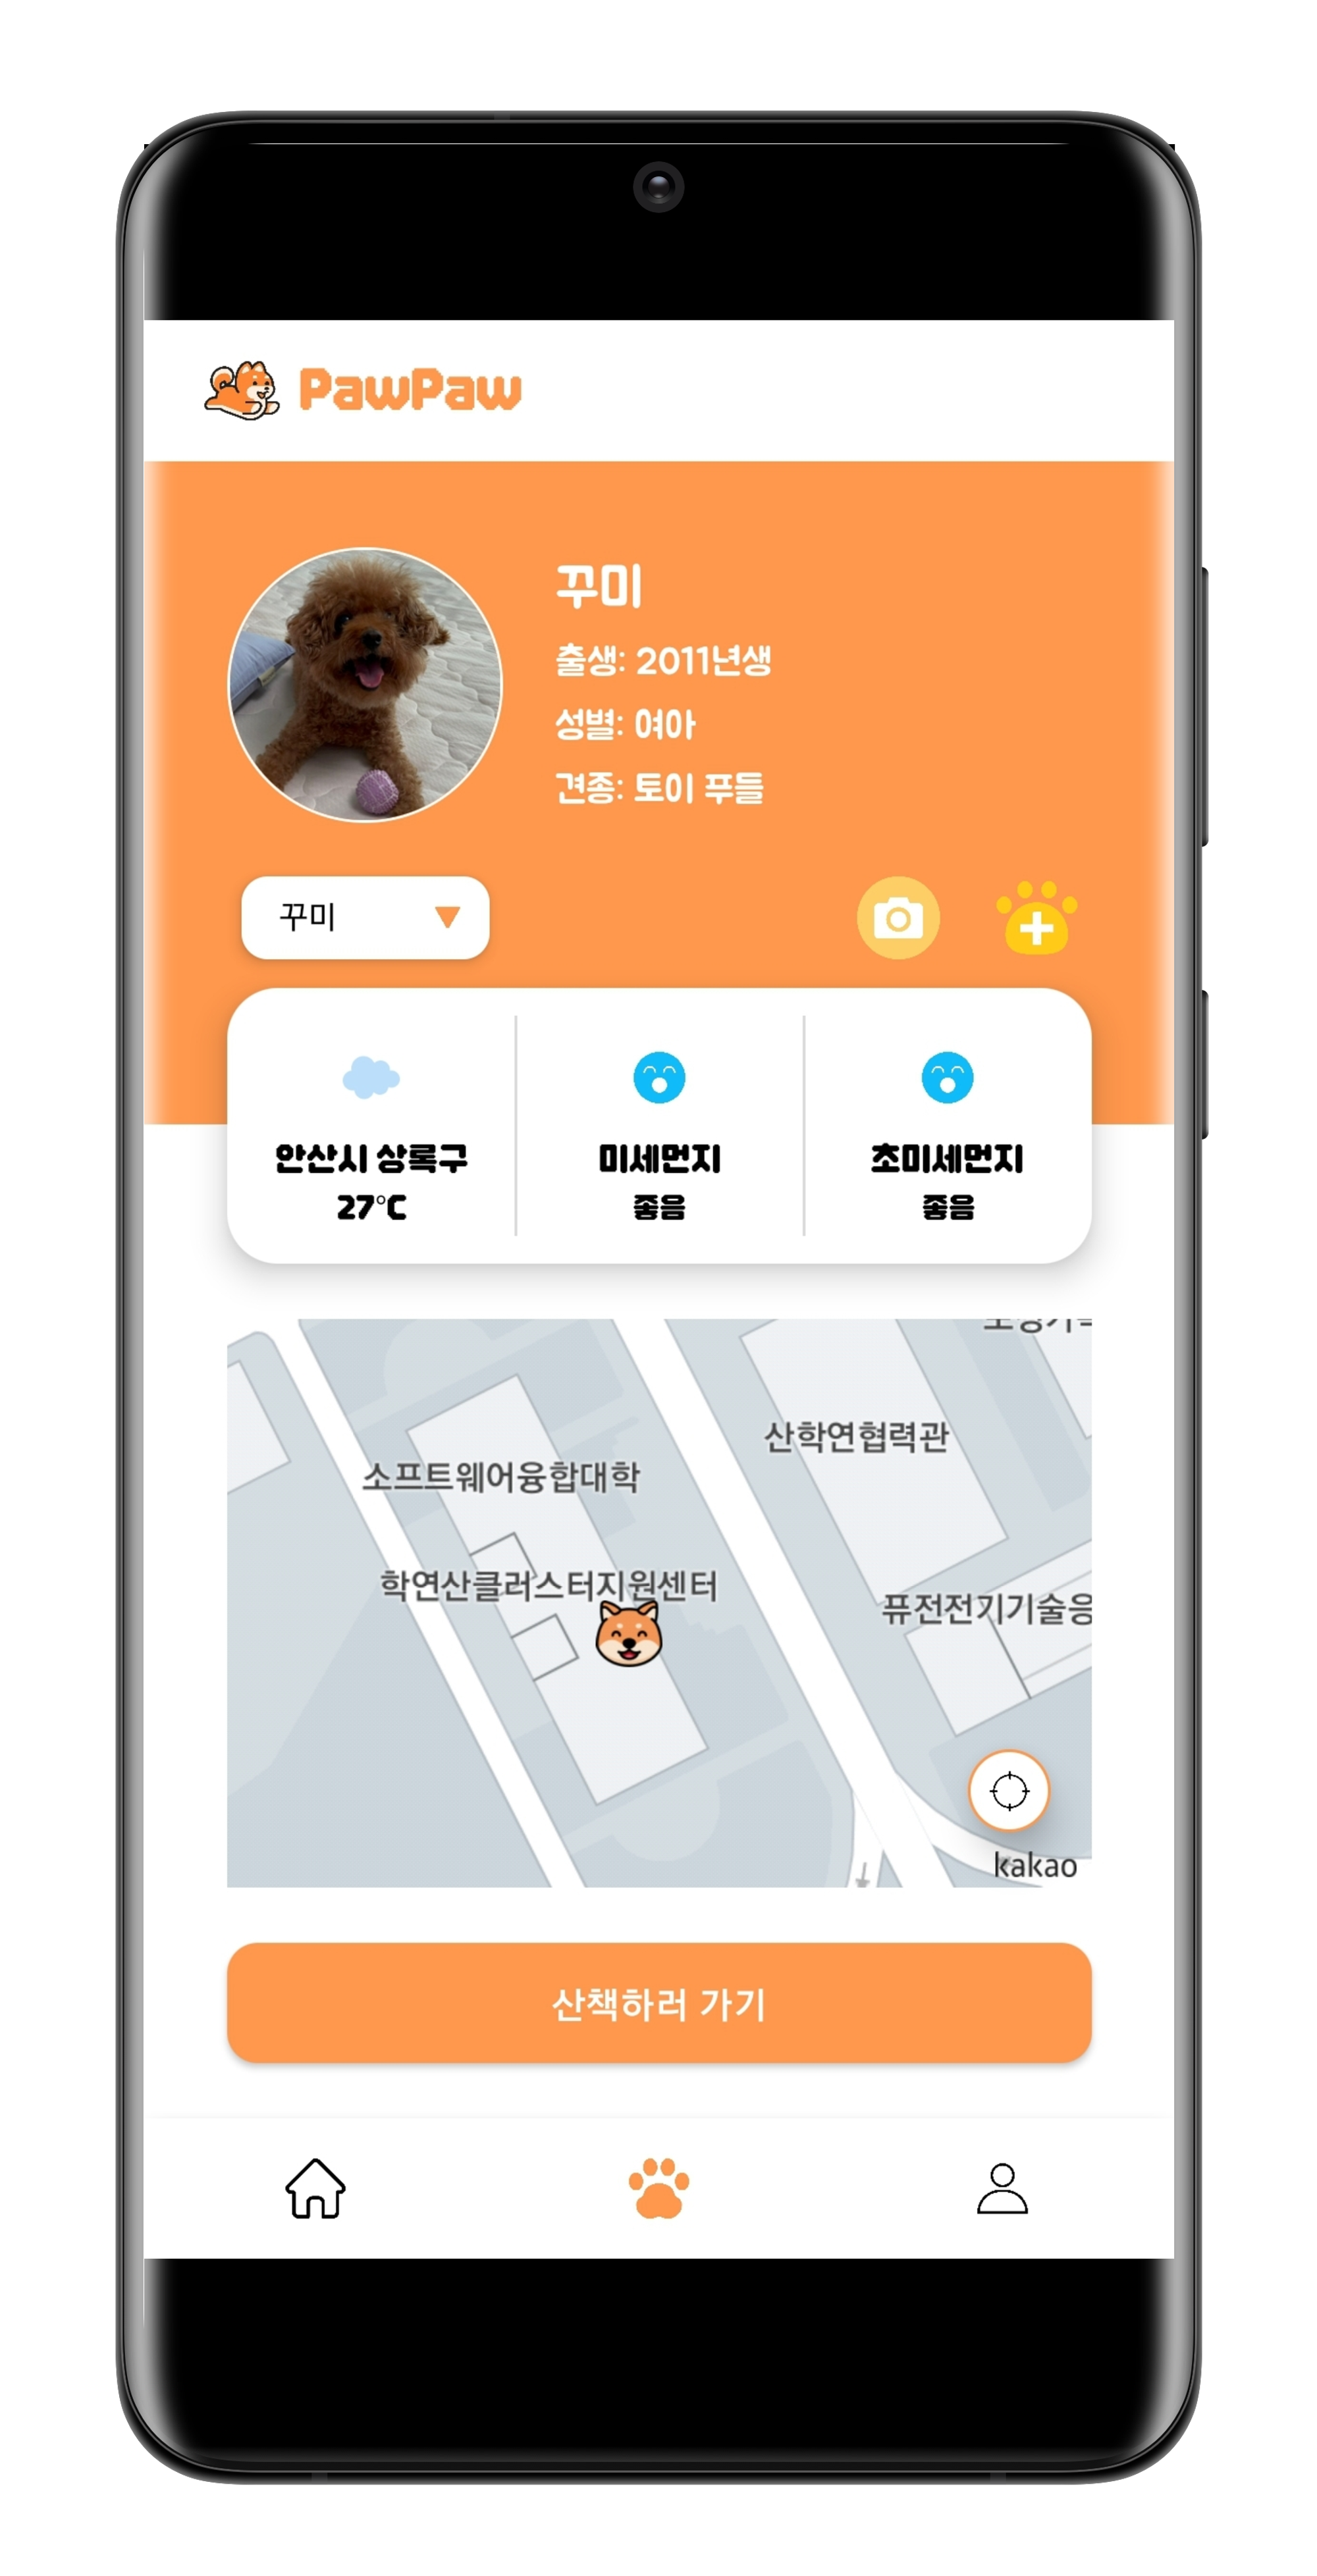 PawPaw
꾸미
출생: 2011년생
성별: 여아
견종: 토이 푸들
꾸미
안산시 상록구
27°C
미세먼지
좋음
초미세먼지
좋음
산학연협력관
소프트웨어융합대학
학연산클러스터지원센터
퓨전전기기술응
kakao
산책하러 가기